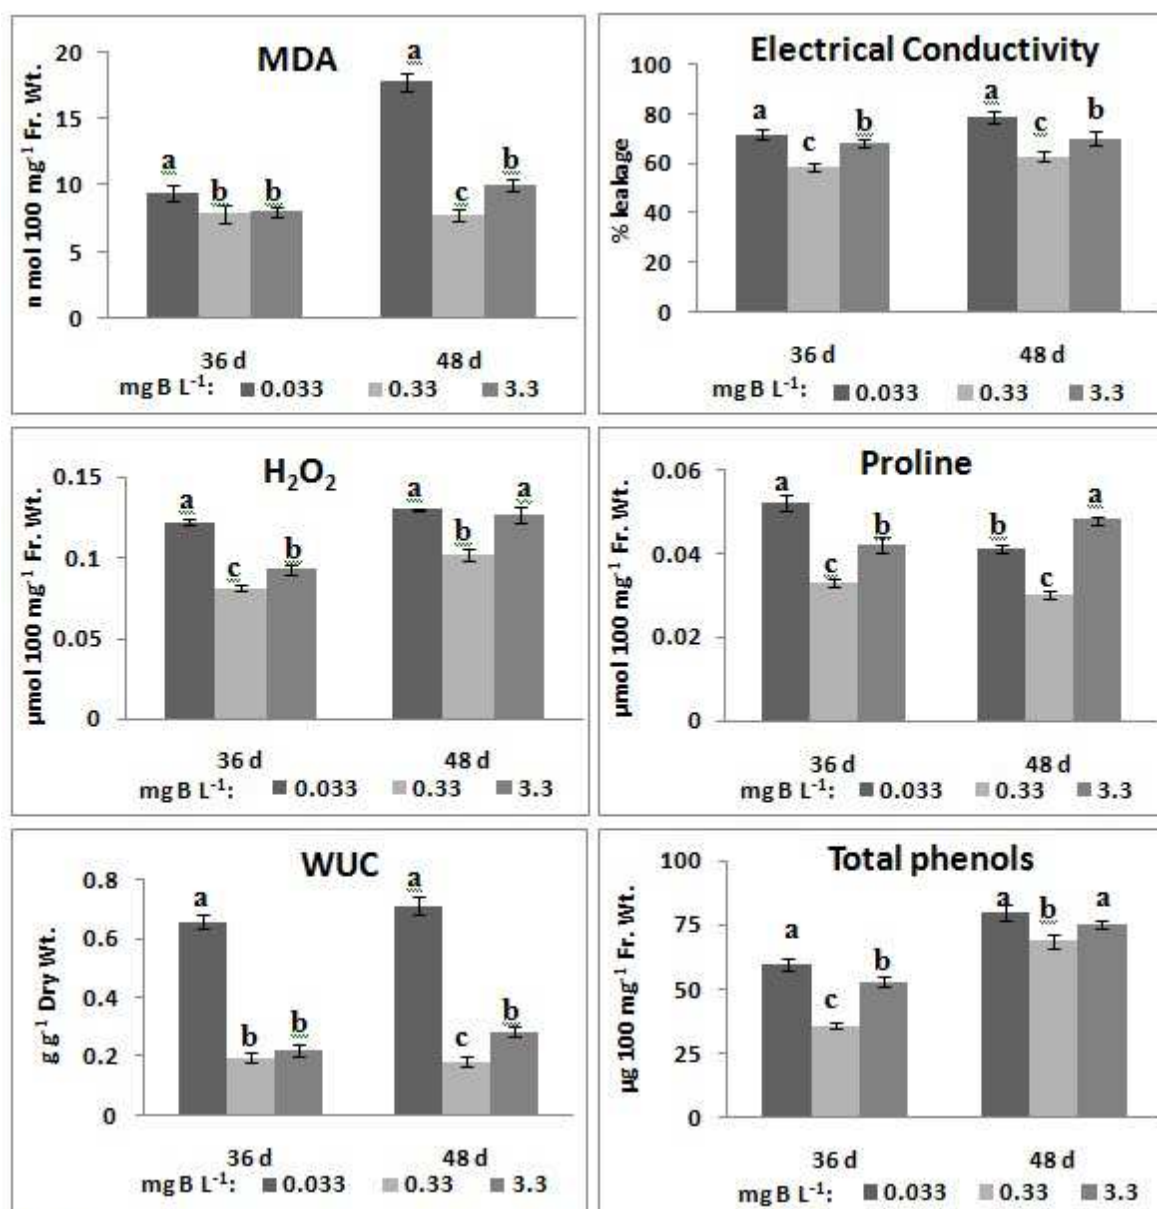 MDA
n mol 100 mg⁻¹ Fr. Wt.
20
15
10
5
0
a
b
b
a
c
b
36 d
48 d
mg B L⁻¹: 0.033 0.33 3.3
Electrical Conductivity
% leakage
100
80
60
40
20
0
a
c
b
a
c
b
36 d
48 d
mg B L⁻¹: 0.033 0.33 3.3
H₂O₂
µmol 100 mg⁻¹ Fr. Wt.
0.15
0.1
0.05
0
a
c
b
a
b
a
36 d
48 d
mg B L⁻¹: 0.033 0.33 3.3
Proline
µmol 100 mg⁻¹ Fr. Wt.
0.06
0.04
0.02
0
a
c
b
b
c
a
36 d
48 d
mg B L⁻¹: 0.033 0.33 3.3
WUC
g g⁻¹ Dry Wt.
0.8
0.6
0.4
0.2
0
a
b
b
a
c
b
36 d
48 d
mg B L⁻¹: 0.033 0.33 3.3
Total phenols
µg 100 mg⁻¹ Fr. Wt.
100
75
50
25
0
a
c
b
a
b
a
36 d
48 d
mg B L⁻¹: 0.033 0.33 3.3